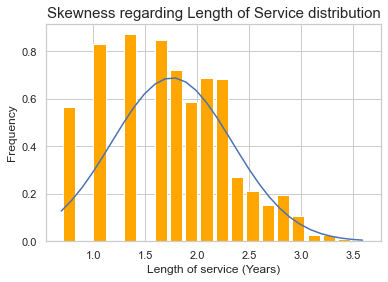 Skewness regarding Length of Service distribution
Frequency
0.8
0.6
0.4
0.2
0.0
1.0 1.5 2.0 2.5 3.0 3.5
Length of service (Years)